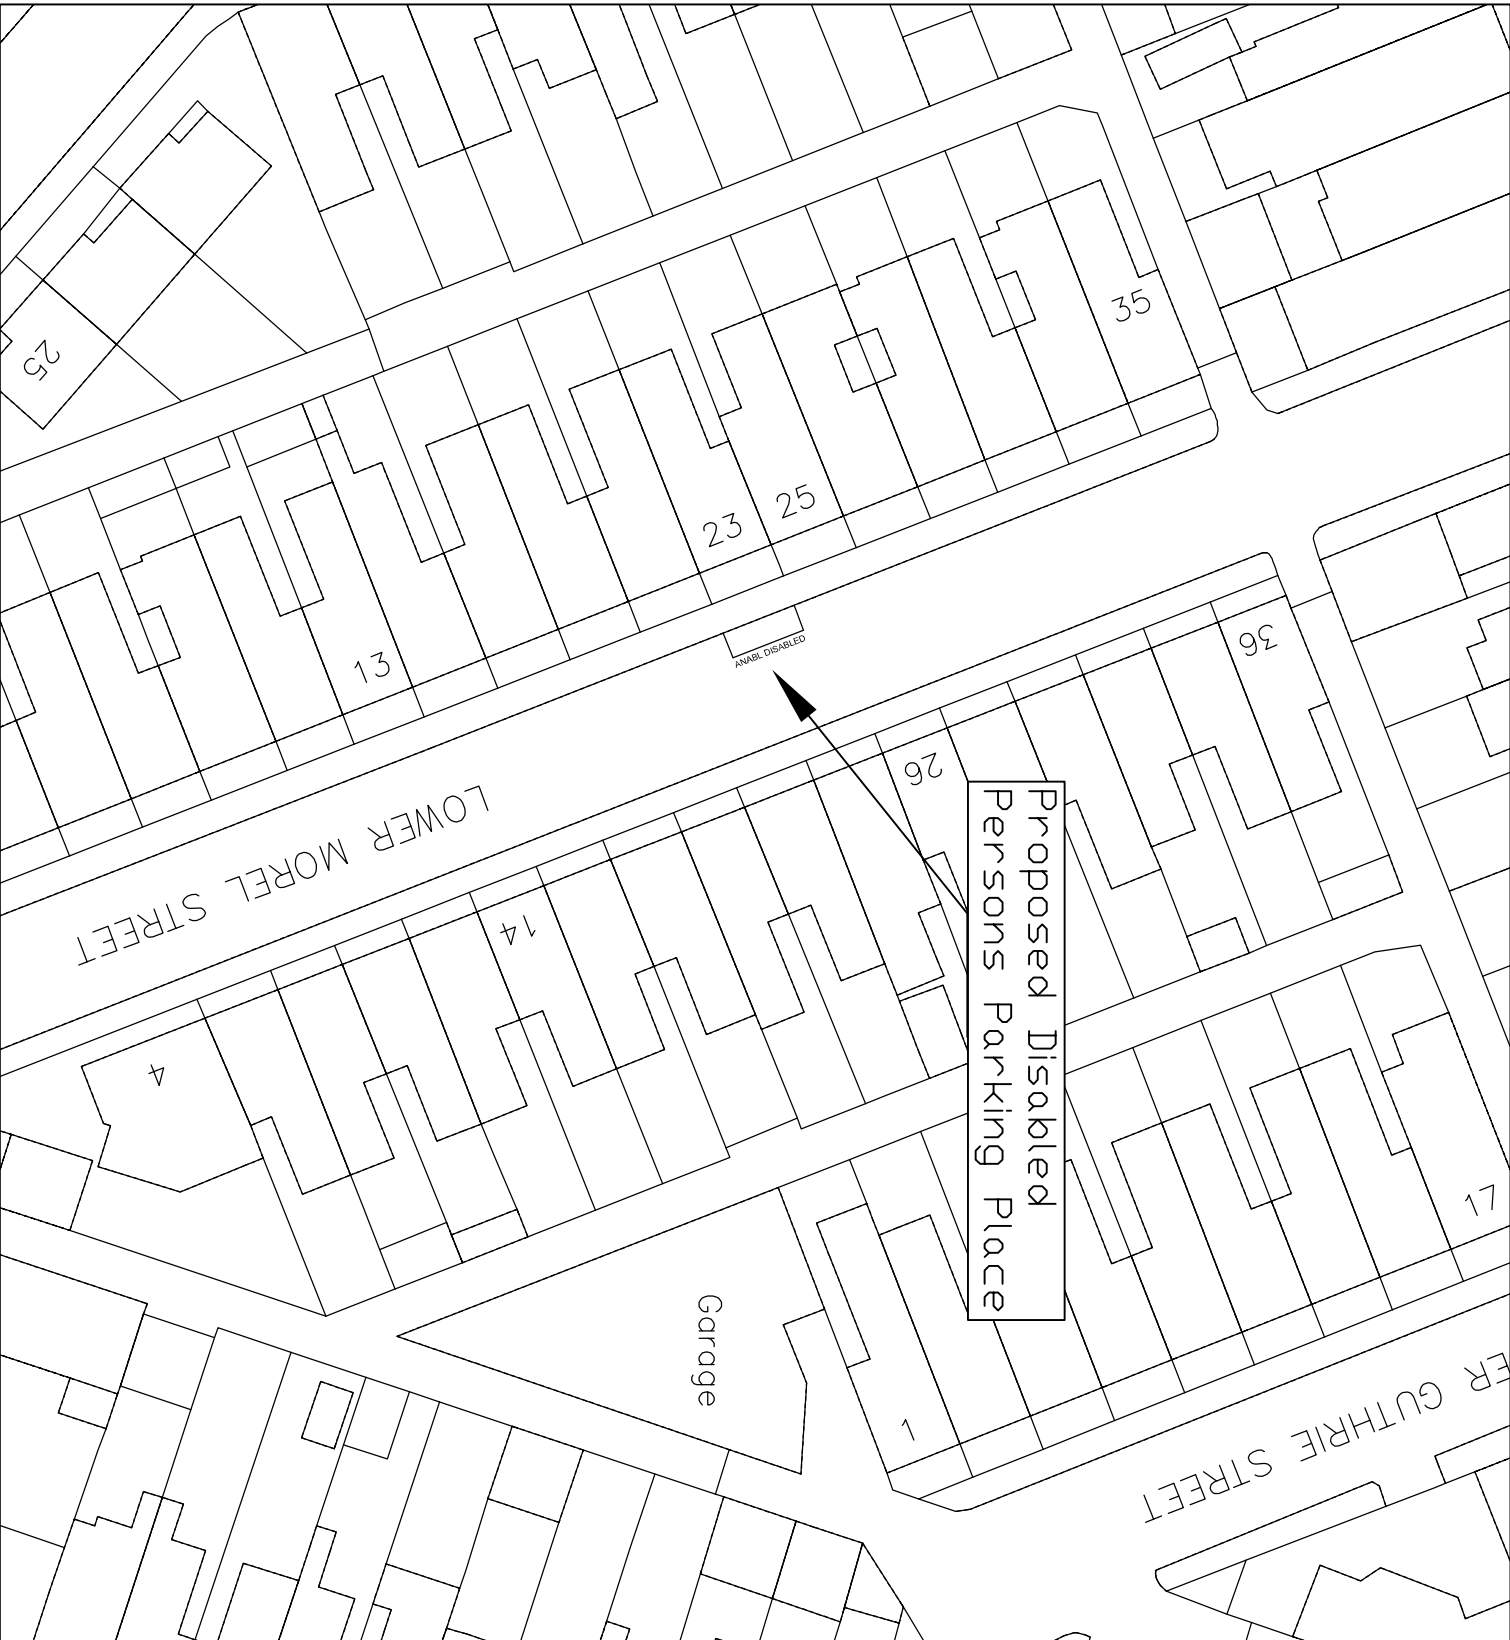 25
35
23
25
13
ANABL DISABLED
36
26
LOWER MOREL STREET
14
4
Proposed Disabled
Persons Parking Place
17
Garage
1
ER GUTHRIE STREET